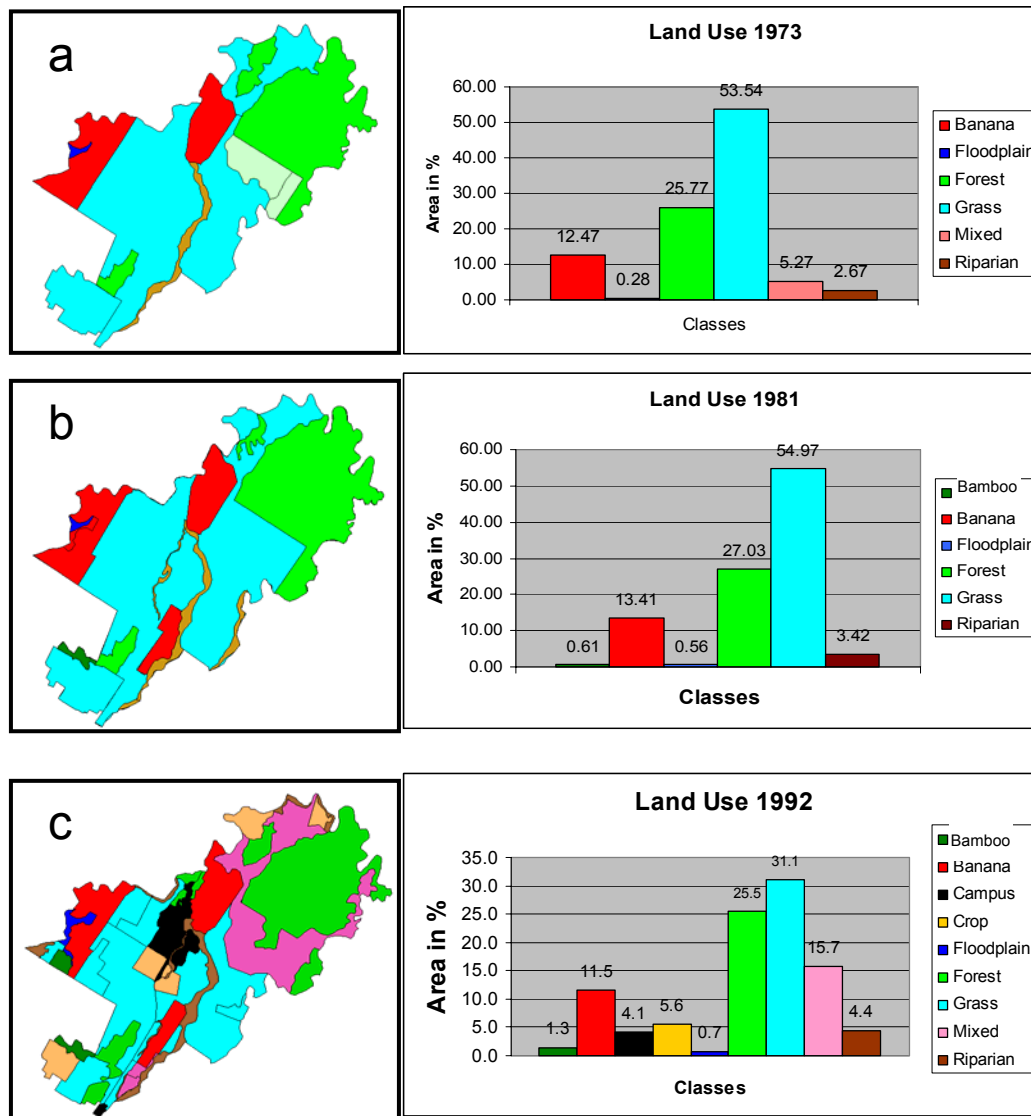 a
Land Use 1973
60.00
50.00
40.00
30.00
20.00
10.00
0.00
Area in %
12.47
0.28
25.77
53.54
5.27
2.67
Classes
Banana
Floodplain
Forest
Grass
Mixed
Riparian
b
Land Use 1981
60.00
50.00
40.00
30.00
20.00
10.00
0.00
Area in %
0.61
13.41
0.56
27.03
54.97
3.42
Classes
Bamboo
Banana
Floodplain
Forest
Grass
Riparian
c
Land Use 1992
35.0
30.0
25.0
20.0
15.0
10.0
5.0
0.0
Area in %
1.3
11.5
4.1
5.6
0.7
25.5
31.1
15.7
4.4
Classes
Bamboo
Banana
Campus
Crop
Floodplain
Forest
Grass
Mixed
Riparian